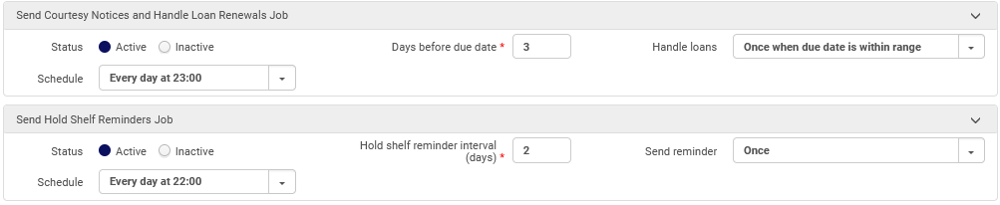 Send Courtesy Notices and Handle Loan Renewals Job
Status Active Inactive Days before due date * 3 Handle loans Once when due date is within range
Schedule Every day at 23:00
Send Hold Shelf Reminders Job
Status Active Inactive Hold shelf reminder interval (days) * 2 Send reminder Once
Schedule Every day at 22:00